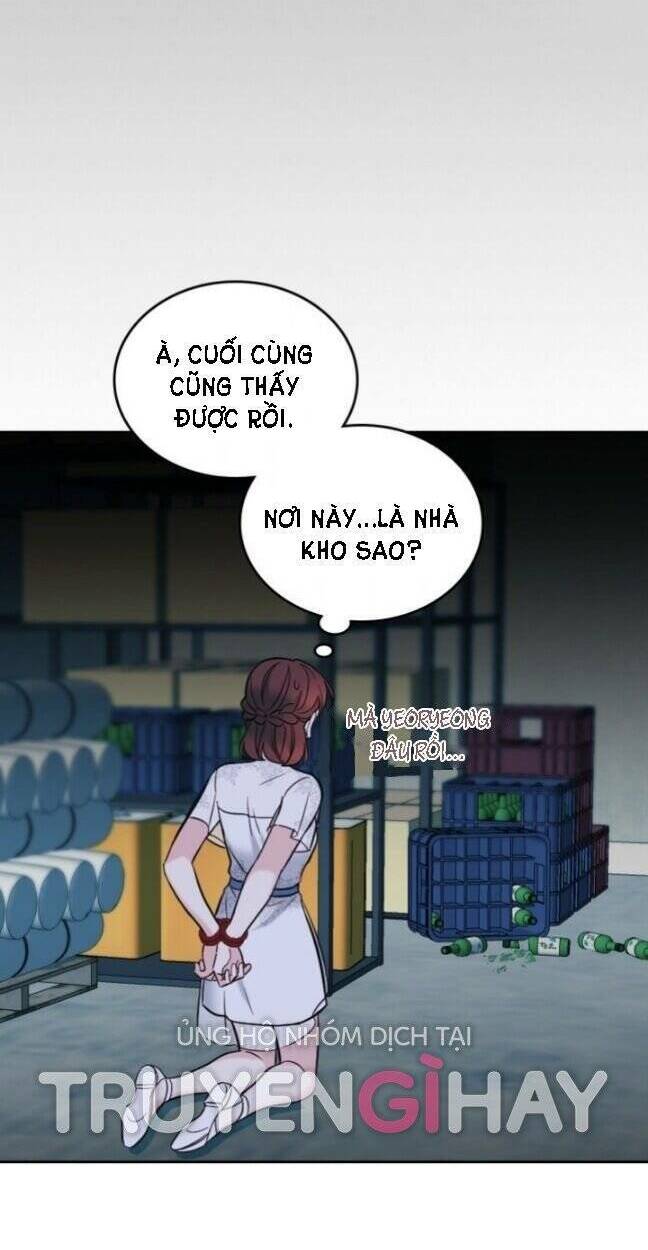 À, CUỐI CÙNG
CŨNG THẤY
ĐƯỢC RỒI.
NƠI NÀY...LÀ NHÀ
KHO SAO?
MÀ YEORYEONG
ĐÂU RỒI...
ỦNG HỘ NHÓM DỊCH TẠI
TRUYENGÌHAY